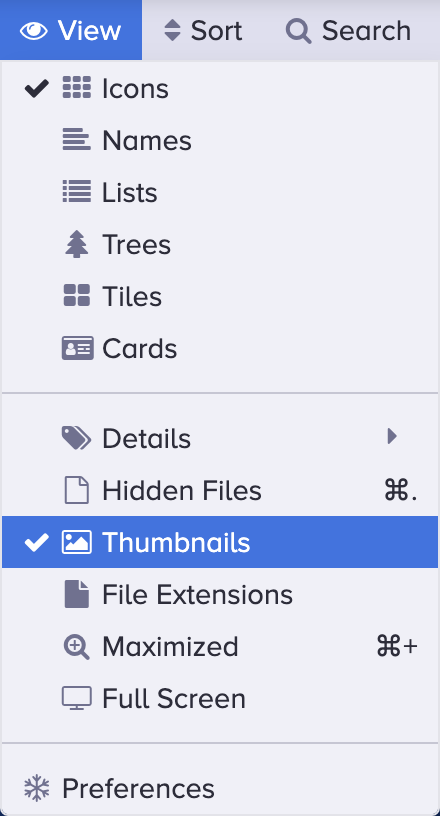 View Sort Search
Icons
Names
Lists
Trees
Tiles
Cards
Details
Hidden Files ⌘.
Thumbnails
File Extensions
Maximized ⌘+
Full Screen
Preferences